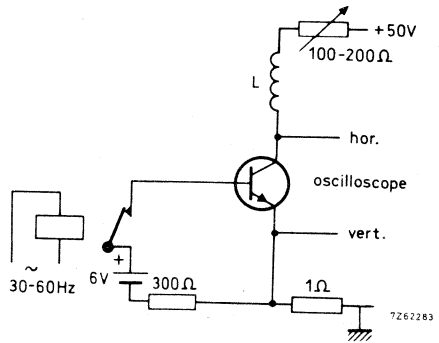 +50V
100-200Ω
L
hor.
oscilloscope
vert.
~
30-60Hz
+
6V
300Ω
1Ω
7Z62283